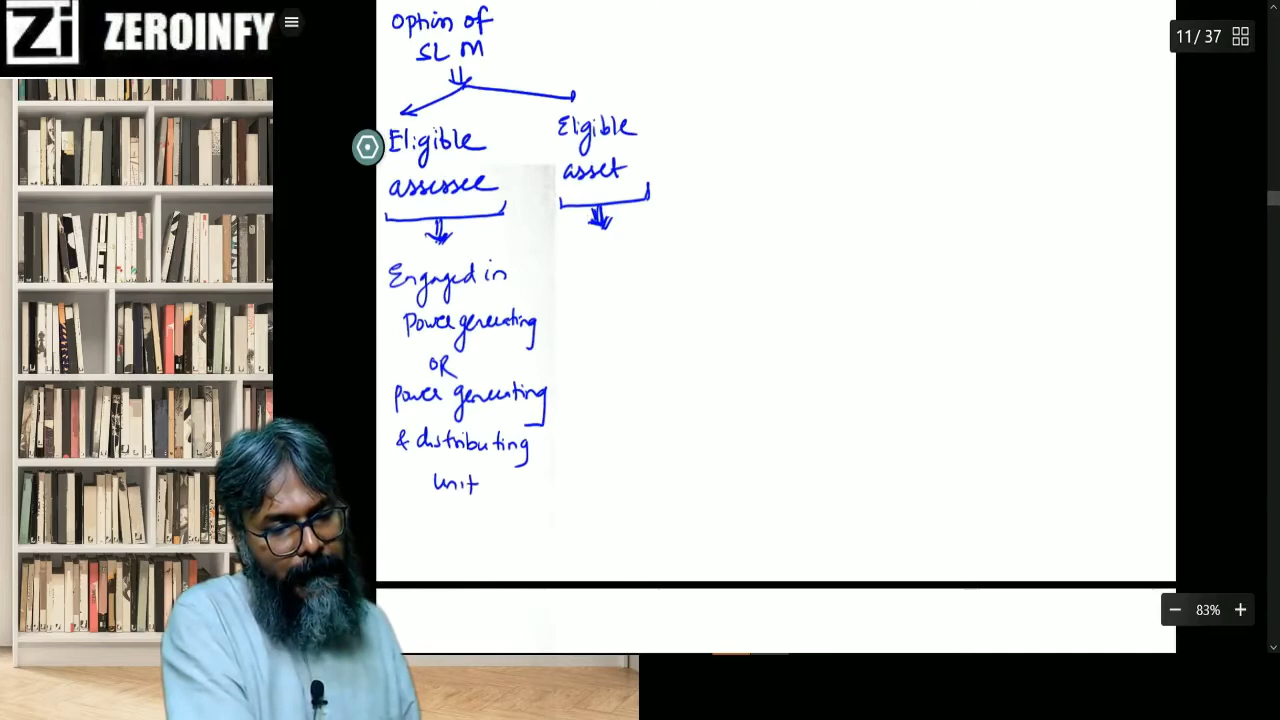 Zi ZEROINFY
11 / 37
Option of
SLM
Eligible
assessee
Engaged in
Power generating
OR
Power generating
& distributing
unit
Eligible
asset
83%